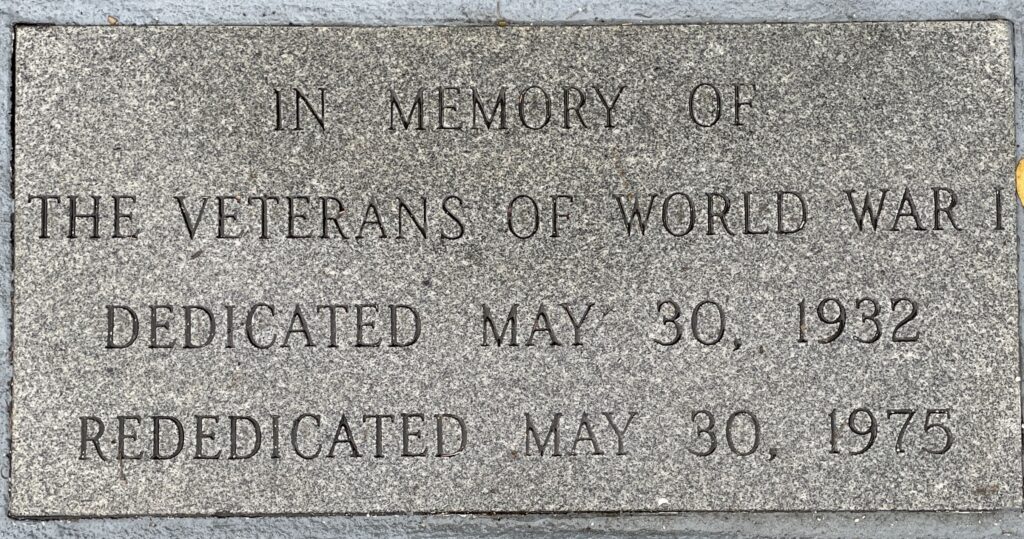 IN MEMORY OF
THE VETERANS OF WORLD WAR I
DEDICATED MAY 30, 1932
REDEDICATED MAY 30, 1975